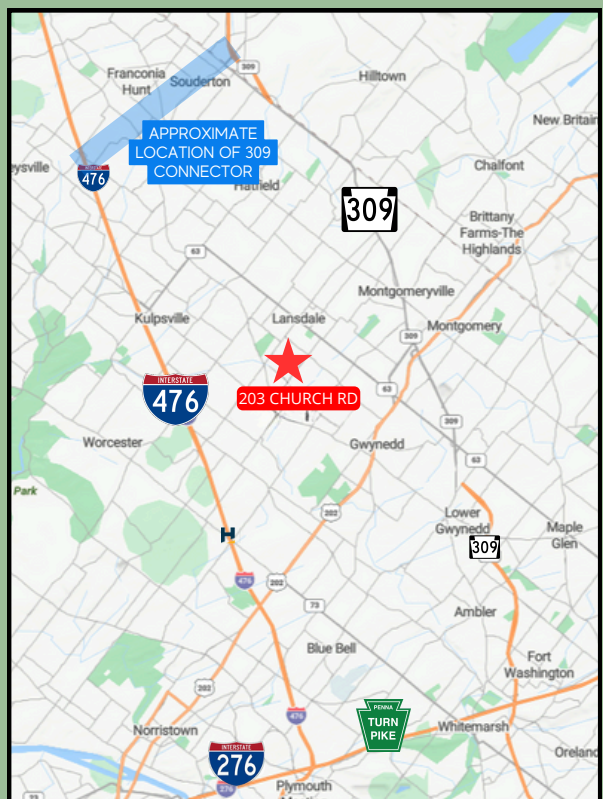 309
Franconia
Hunt
Souderton
Hilltown
APPROXIMATE
LOCATION OF 309
CONNECTOR
New Britain
eysville
476
Hatfield
Chalfont
309
Brittany
Farms-The
Highlands
63
Montgomeryville
Kulpsville
Lansdale
Montgomery
309
INTERSTATE
476
203 CHURCH RD
63
309
Worcester
Gwynedd
63
Park
202
Lower
Gwynedd
Maple
Glen
309
476
202
73
Ambler
Blue Bell
Fort
Washington
202
476
PENNA
TURN
PIKE
Norristown
Whitemarsh
INTERSTATE
276
Oreland
276
Plymouth
23